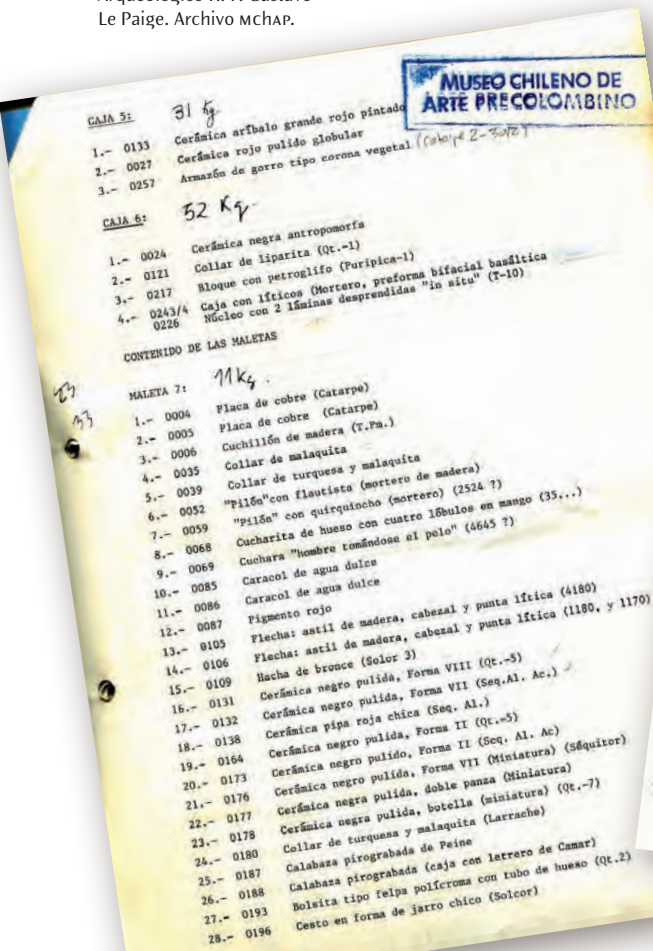 Le Paige. Archivo MChAP.
MUSEO CHILENO DE
ARTE PRECOLOMBINO
CAJA 5: 31 Kg.
1.- 0133 Cerámica aríbalo grande rojo pintado
2.- 0027 Cerámica rojo pulido globular
3.- 0257 Armazón de gorro tipo corona vegetal
CAJA 6: 52 Kg.
1.- 0024 Cerámica negra antropomorfa
2.- 0121 Collar de liparita (Qt.-1)
3.- 0217 Bloque con petroglifo (Puripica-1)
4.- 0243/4 Caja con líticos (Mortero, preforma bifacial basáltica
0226 Núcleo con 2 láminas desprendidas "in situ" (T-10)
CONTENIDO DE LAS MALETAS
MALETA 7: 11 Kg.
1.- 0004 Placa de cobre (Catarpe)
2.- 0005 Placa de cobre (Catarpe)
3.- 0006 Cuchillón de madera (T.Pm.)
4.- 0035 Collar de malaquita
5.- 0039 Collar de turquesa y malaquita
6.- 0052 "Pilón"con flautista (mortero de madera)
7.- 0059 "Pilón" con quirquincho (mortero) (2524 ?)
8.- 0068 Cucharita de hueso con cuatro lóbulos en mango (35...)
9.- 0069 Cuchara "hombre tomándose el pelo" (4645 ?)
10.- 0085 Caracol de agua dulce
11.- 0086 Caracol de agua dulce
12.- 0087 Pigmento rojo
13.- 0105 Flecha: astil de madera, cabezal y punta lítica (4180)
14.- 0106 Flecha: astil de madera, cabezal y punta lítica (1180, y 1170)
15.- 0109 Hacha de bronce (Solor 3)
16.- 0131 Cerámica negro pulida, Forma VIII (Qt.-5)
17.- 0132 Cerámica negro pulida, Forma VII (Seq.Al. Ac.)
18.- 0138 Cerámica pipa roja chica (Seq. Al.)
19.- 0164 Cerámica negro pulida, Forma II (Qt.-5)
20.- 0173 Cerámica negro pulido, Forma II (Seq. Al. Ac)
21.- 0176 Cerámica negro pulida, Forma VII (Miniatura) (Séquitor)
22.- 0177 Cerámica negra pulida, doble panza (Miniatura)
23.- 0178 Cerámica negra pulida, botella (miniatura) (Qt.-7)
24.- 0180 Collar de turquesa y malaquita (Larrache)
25.- 0187 Calabaza pirograbada de Peine
26.- 0188 Calabaza pirograbada (caja con letrero de Camar)
27.- 0193 Bolsita tipo felpa polícroma con tubo de hueso (Qt.2)
28.- 0196 Cesto en forma de jarro chico (Solcor)